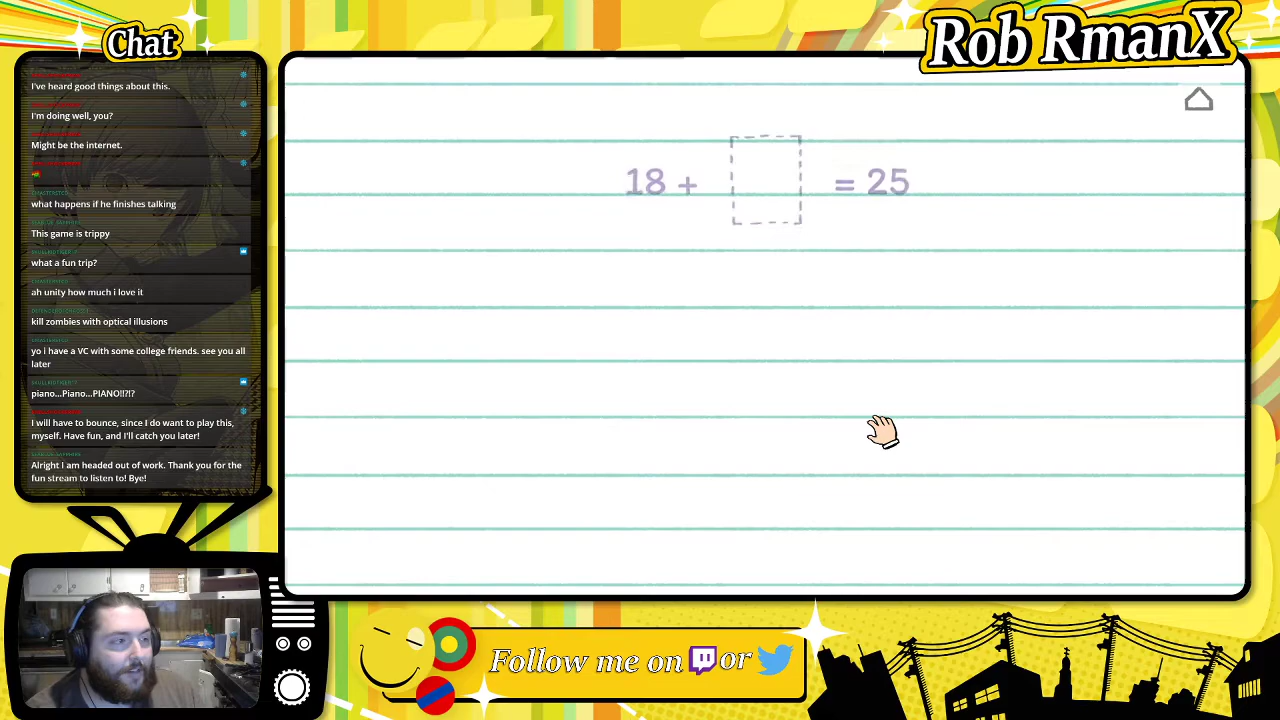 Chat
Rob RmanX
I've heard good things about this.
I'm doing well, you?
Might be the internet.
what happens if he finishes talking
This game is trippy
what a fun trip?
ah unity how much i love it
kill zombies with optical illusions
yo i have a vc with some college friends. see you all
later
piano...Piano...PIANO!!?!?
I will have to bounce, since I do want to play this,
myself. Have fun, and I'll catch you later!
Alright I am headed out of work. Thank you for the
fun stream to listen to! Bye!
18 + = 25
Follow me on or